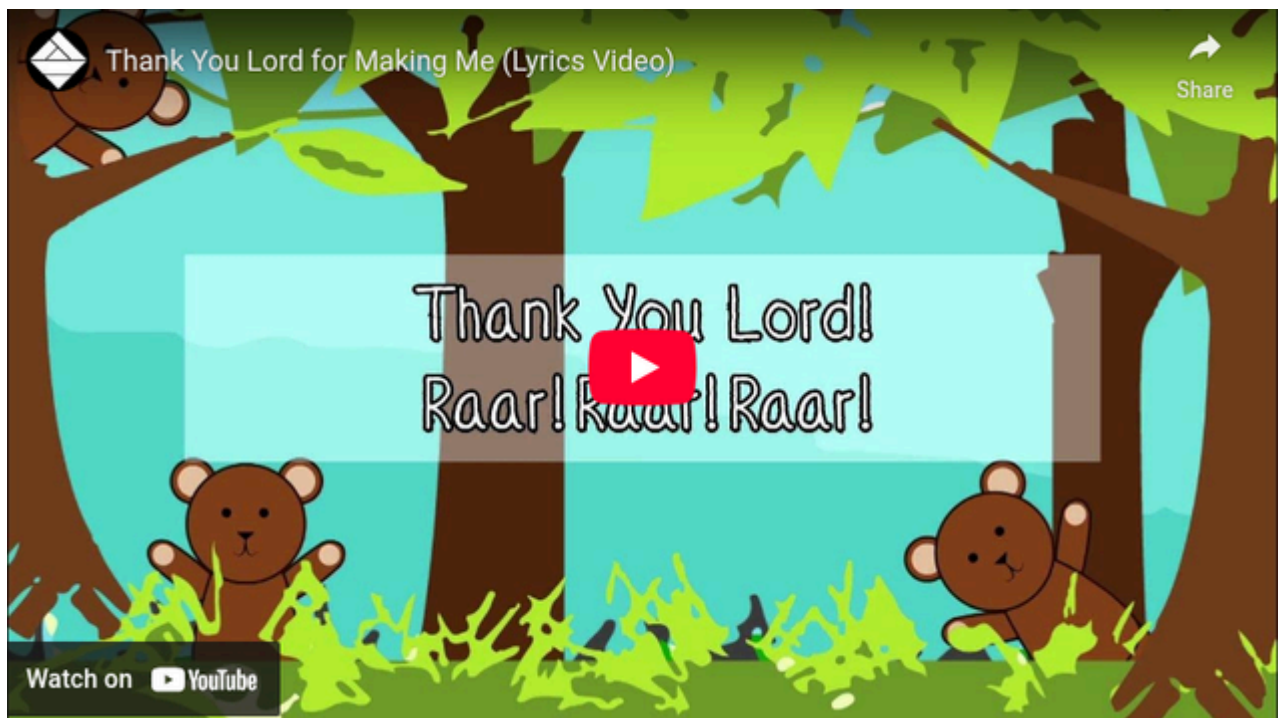 Thank You Lord for Making Me (Lyrics Video)
Share
Thank You Lord!
Raar! Raar! Raar!
Watch on YouTube